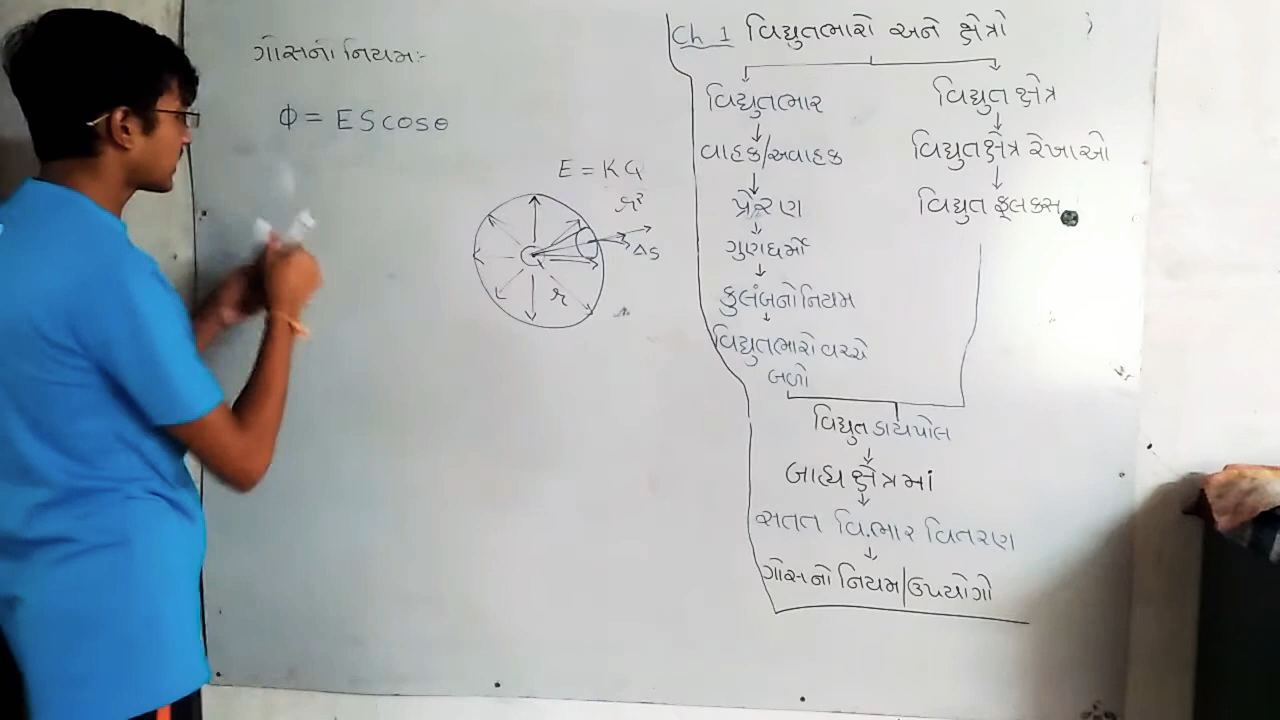 ગૉસનો નિયમ:-
Φ = EScosθ
E = KQ
r²
ΔS
r
Ch 1 વિદ્યુતભારો અને ક્ષેત્રો
વિદ્યુતભાર
વાહક/અવાહક
પ્રેરણ
ગુણધર્મો
કુલંબનો નિયમ
વિદ્યુતભારો વચ્ચે
બળો
વિદ્યુત ક્ષેત્ર
વિદ્યુતક્ષેત્ર રેખાઓ
વિદ્યુત ફ્લક્સ
વિદ્યુત ડાયપોલ
બાહ્ય ક્ષેત્રમાં
સતત વિ.ભાર વિતરણ
ગૉસનો નિયમ/ઉપયોગો